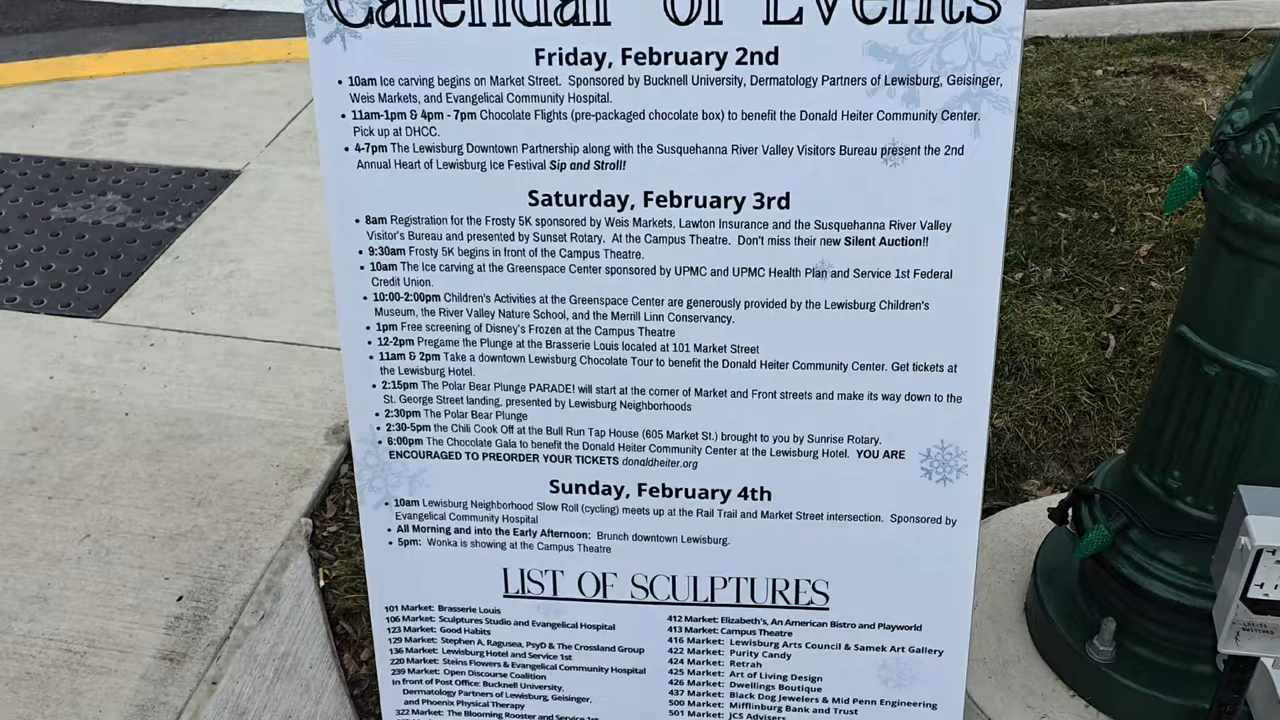 Calendar of Events
Friday, February 2nd
• 10am Ice carving begins on Market Street. Sponsored by Bucknell University, Dermatology Partners of Lewisburg, Geisinger,
Weis Markets, and Evangelical Community Hospital.
• 11am-1pm & 4pm - 7pm Chocolate Flights (pre-packaged chocolate box) to benefit the Donald Heiter Community Center.
Pick up at DHCC.
• 4-7pm The Lewisburg Downtown Partnership along with the Susquehanna River Valley Visitors Bureau present the 2nd
Annual Heart of Lewisburg Ice Festival Sip and Stroll!
Saturday, February 3rd
• 8am Registration for the Frosty 5K sponsored by Weis Markets, Lawton Insurance and the Susquehanna River Valley
Visitor's Bureau and presented by Sunset Rotary. At the Campus Theatre. Don't miss their new Silent Auction!!
• 9:30am Frosty 5K begins in front of the Campus Theatre.
• 10am The Ice carving at the Greenspace Center sponsored by UPMC and UPMC Health Plan and Service 1st Federal
Credit Union.
• 10:00-2:00pm Children's Activities at the Greenspace Center are generously provided by the Lewisburg Children's
Museum, the River Valley Nature School, and the Merrill Linn Conservancy.
• 1pm Free screening of Disney's Frozen at the Campus Theatre
• 12-2pm Pregame the Plunge at the Brasserie Louis located at 101 Market Street
• 11am & 2pm Take a downtown Lewisburg Chocolate Tour to benefit the Donald Heiter Community Center. Get tickets at
the Lewisburg Hotel.
• 2:15pm The Polar Bear Plunge PARADE! will start at the corner of Market and Front streets and make its way down to the
St. George Street landing, presented by Lewisburg Neighborhoods
• 2:30pm The Polar Bear Plunge
• 2:30-5pm the Chili Cook Off at the Bull Run Tap House (605 Market St.) brought to you by Sunrise Rotary.
• 6:00pm The Chocolate Gala to benefit the Donald Heiter Community Center at the Lewisburg Hotel. YOU ARE
ENCOURAGED TO PREORDER YOUR TICKETS donaldheiter.org
Sunday, February 4th
• 10am Lewisburg Neighborhood Slow Roll (cycling) meets up at the Rail Trail and Market Street intersection. Sponsored by
Evangelical Community Hospital
• All Morning and into the Early Afternoon: Brunch downtown Lewisburg.
• 5pm: Wonka is showing at the Campus Theatre
LIST OF SCULPTURES
101 Market: Brasserie Louis
106 Market: Sculptures Studio and Evangelical Hospital
123 Market: Good Habits
129 Market: Stephen A. Ragusea, PsyD & The Crossland Group
136 Market: Lewisburg Hotel and Service 1st
220 Market: Steins Flowers & Evangelical Community Hospital
239 Market: Open Discourse Coalition
In front of Post Office: Bucknell University,
Dermatology Partners of Lewisburg, Geisinger,
and Phoenix Physical Therapy
322 Market: The Blooming Rooster and Service 1st
412 Market: Elizabeth's, An American Bistro and Playworld
413 Market: Campus Theatre
416 Market: Lewisburg Arts Council & Samek Art Gallery
422 Market: Purity Candy
424 Market: Retrah
425 Market: Art of Living Design
426 Market: Dwellings Boutique
437 Market: Black Dog Jewelers & Mid Penn Engineering
500 Market: Mifflinburg Bank and Trust
501 Market: JCS Advisers